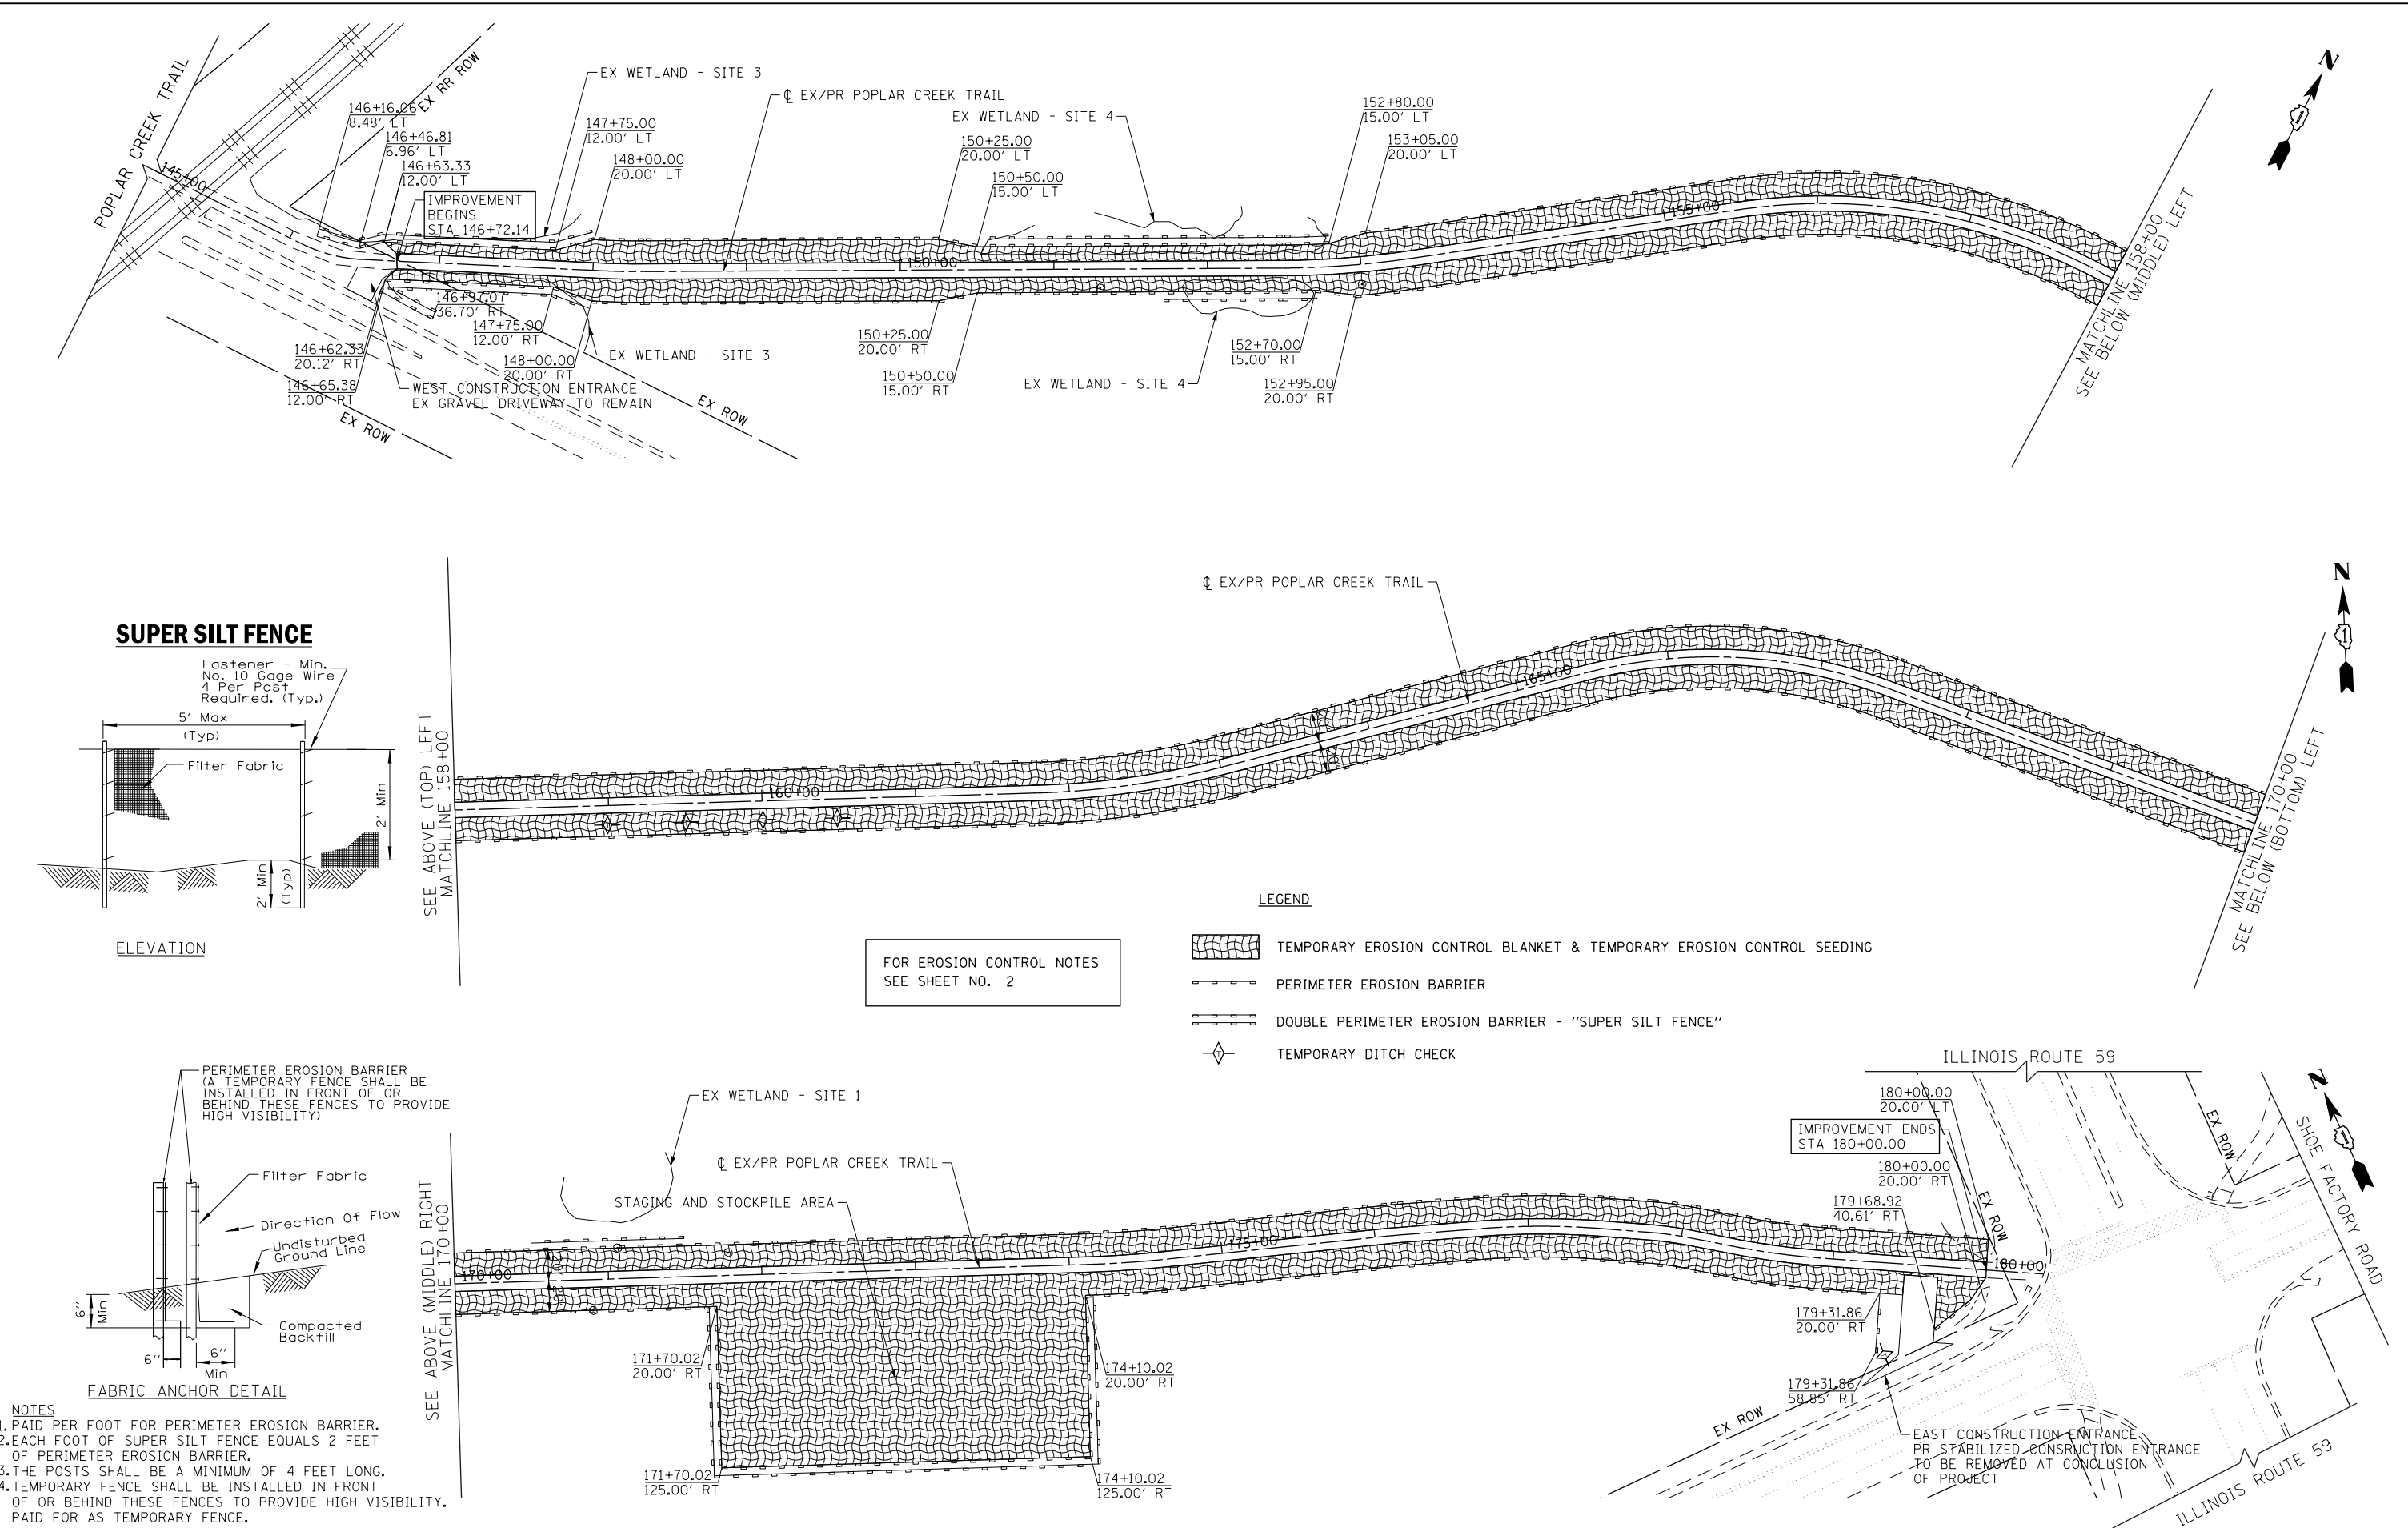 POPLAR CREEK TRAIL
145+00
EX RR ROW
146+16.06
8.48' LT
146+46.81
6.96' LT
146+63.33
12.00' LT
IMPROVEMENT
BEGINS
STA 146+72.14
EX WETLAND - SITE 3
147+75.00
12.00' LT
148+00.00
20.00' LT
℄ EX/PR POPLAR CREEK TRAIL
EX WETLAND - SITE 4
150+25.00
20.00' LT
150+50.00
15.00' LT
152+80.00
15.00' LT
153+05.00
20.00' LT
N
1
150+00
155+00
MATCHLINE 158+00
SEE BELOW (MIDDLE) LEFT
146+97.07
36.70' RT
147+75.00
12.00' RT
148+00.00
20.00' RT
146+62.33
20.12' RT
146+65.38
12.00' RT
WEST CONSTRUCTION ENTRANCE
EX GRAVEL DRIVEWAY TO REMAIN
EX WETLAND - SITE 3
EX ROW
EX ROW
150+25.00
20.00' RT
150+50.00
15.00' RT
EX WETLAND - SITE 4
152+70.00
15.00' RT
152+95.00
20.00' RT
SUPER SILT FENCE
Fastener - Min.
No. 10 Gage Wire
4 Per Post
Required. (Typ.)
5' Max
(Typ)
Filter Fabric
2' Min
2' Min
(Typ)
ELEVATION
SEE ABOVE (TOP) LEFT
MATCHLINE 158+00
160+00
℄ EX/PR POPLAR CREEK TRAIL
20'
20'
165+00
N
1
MATCHLINE 170+00
SEE BELOW (BOTTOM) LEFT
FOR EROSION CONTROL NOTES
SEE SHEET NO. 2
LEGEND
TEMPORARY EROSION CONTROL BLANKET & TEMPORARY EROSION CONTROL SEEDING
PERIMETER EROSION BARRIER
DOUBLE PERIMETER EROSION BARRIER - "SUPER SILT FENCE"
T
TEMPORARY DITCH CHECK
PERIMETER EROSION BARRIER
(A TEMPORARY FENCE SHALL BE
INSTALLED IN FRONT OF OR
BEHIND THESE FENCES TO PROVIDE
HIGH VISIBILITY)
Filter Fabric
Direction Of Flow
Undisturbed
Ground Line
6"
Min
Compacted
Backfill
6"
6"
Min
FABRIC ANCHOR DETAIL
NOTES
1. PAID PER FOOT FOR PERIMETER EROSION BARRIER.
2. EACH FOOT OF SUPER SILT FENCE EQUALS 2 FEET
OF PERIMETER EROSION BARRIER.
3. THE POSTS SHALL BE A MINIMUM OF 4 FEET LONG.
4. TEMPORARY FENCE SHALL BE INSTALLED IN FRONT
OF OR BEHIND THESE FENCES TO PROVIDE HIGH VISIBILITY.
PAID FOR AS TEMPORARY FENCE.
SEE ABOVE (MIDDLE) RIGHT
MATCHLINE 170+00
EX WETLAND - SITE 1
℄ EX/PR POPLAR CREEK TRAIL
STAGING AND STOCKPILE AREA
170+00
20'
20'
175+00
171+70.02
20.00' RT
174+10.02
20.00' RT
171+70.02
125.00' RT
174+10.02
125.00' RT
ILLINOIS ROUTE 59
180+00.00
20.00' LT
IMPROVEMENT ENDS
STA 180+00.00
180+00.00
20.00' RT
179+68.92
40.61' RT
EX ROW
180+00
179+31.86
20.00' RT
179+31.86
58.85' RT
EX ROW
EX ROW
SHOE FACTORY ROAD
N
1
EAST CONSTRUCTION ENTRANCE
PR STABILIZED CONSRUCTION ENTRANCE
TO BE REMOVED AT CONCLUSION
OF PROJECT
ILLINOIS ROUTE 59